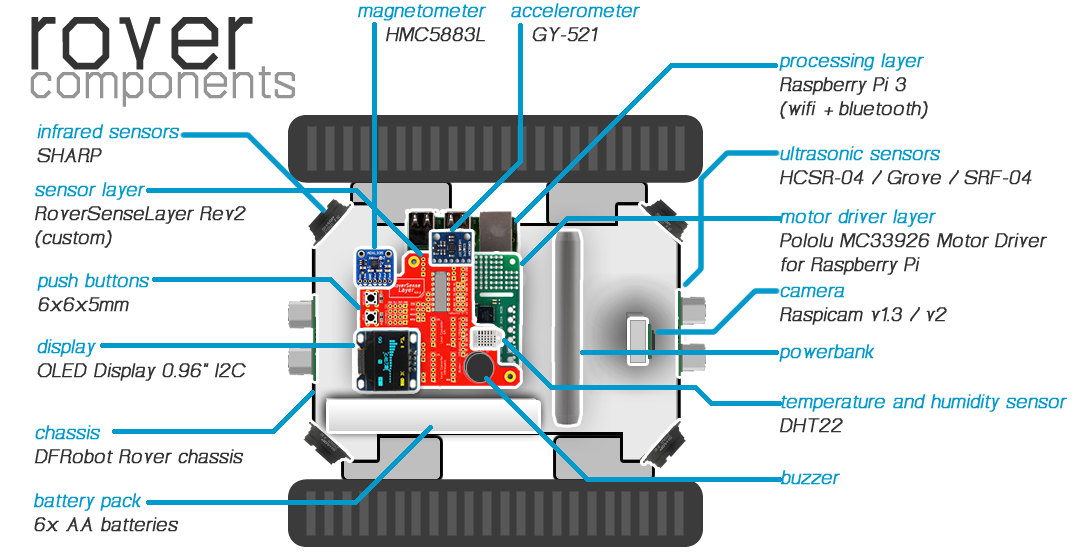 rover
components
magnetometer
HMC5883L
accelerometer
GY-521
processing layer
Raspberry Pi 3
(wifi + bluetooth)
infrared sensors
SHARP
ultrasonic sensors
HCSR-04 / Grove / SRF-04
sensor layer
RoverSenseLayer Rev2
(custom)
motor driver layer
Pololu MC33926 Motor Driver
for Raspberry Pi
push buttons
6x6x5mm
camera
Raspicam v1.3 / v2
display
OLED Display 0.96" I2C
powerbank
temperature and humidity sensor
DHT22
chassis
DFRobot Rover chassis
buzzer
battery pack
6x AA batteries
RoverSense
Layer